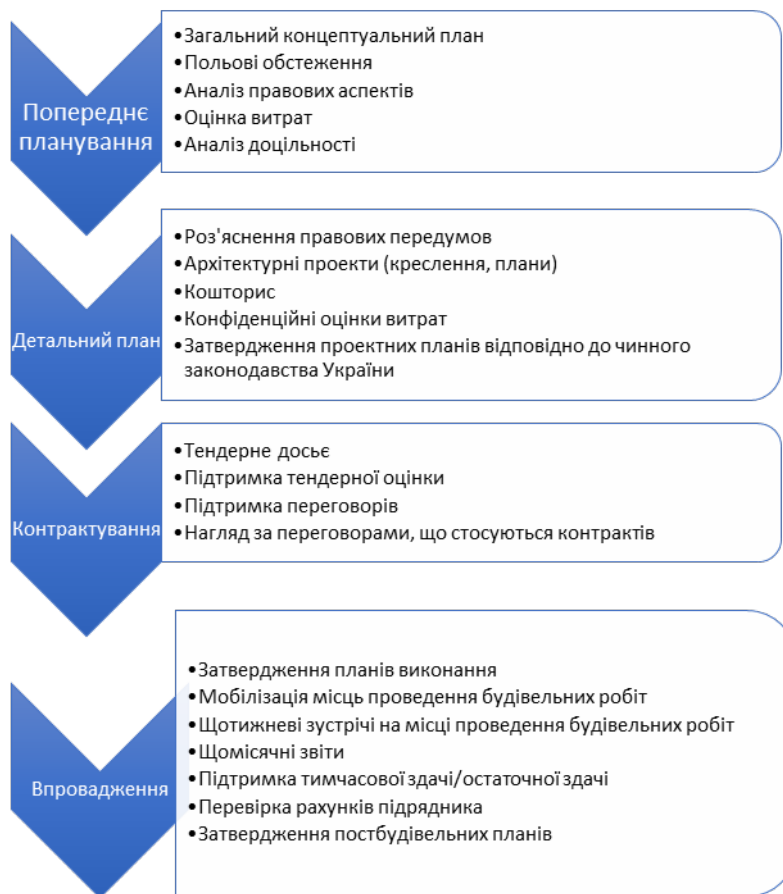 Попереднє
планування
•Загальний концептуальний план
•Польові обстеження
•Аналіз правових аспектів
•Оцінка витрат
•Аналіз доцільності
Детальний план
•Роз'яснення правових передумов
•Архітектурні проекти (креслення, плани)
•Кошторис
•Конфіденційні оцінки витрат
•Затвердження проектних планів відповідно до чинного
законодавства України
Контрактування
•Тендерне досьє
•Підтримка тендерної оцінки
•Підтримка переговорів
•Нагляд за переговорами, що стосуються контрактів
Впровадження
•Затвердження планів виконання
•Мобілізація місць проведення будівельних робіт
•Щотижневі зустрічі на місці проведення будівельних робіт
•Щомісячні звіти
•Підтримка тимчасової здачі/остаточної здачі
•Перевірка рахунків підрядника
•Затвердження постбудівельних планів